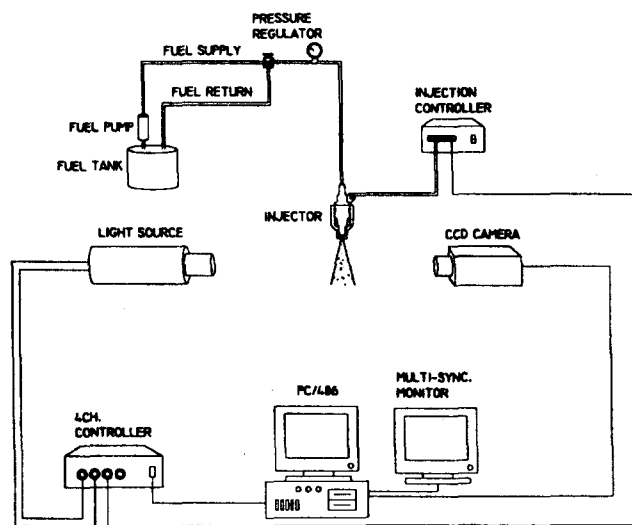 PRESSURE
REGULATOR
FUEL SUPPLY
FUEL RETURN
INJECTION
CONTROLLER
FUEL PUMP
FUEL TANK
INJECTOR
LIGHT SOURCE
CCD CAMERA
PC/486
MULTI-SYNC.
MONITOR
4CH.
CONTROLLER